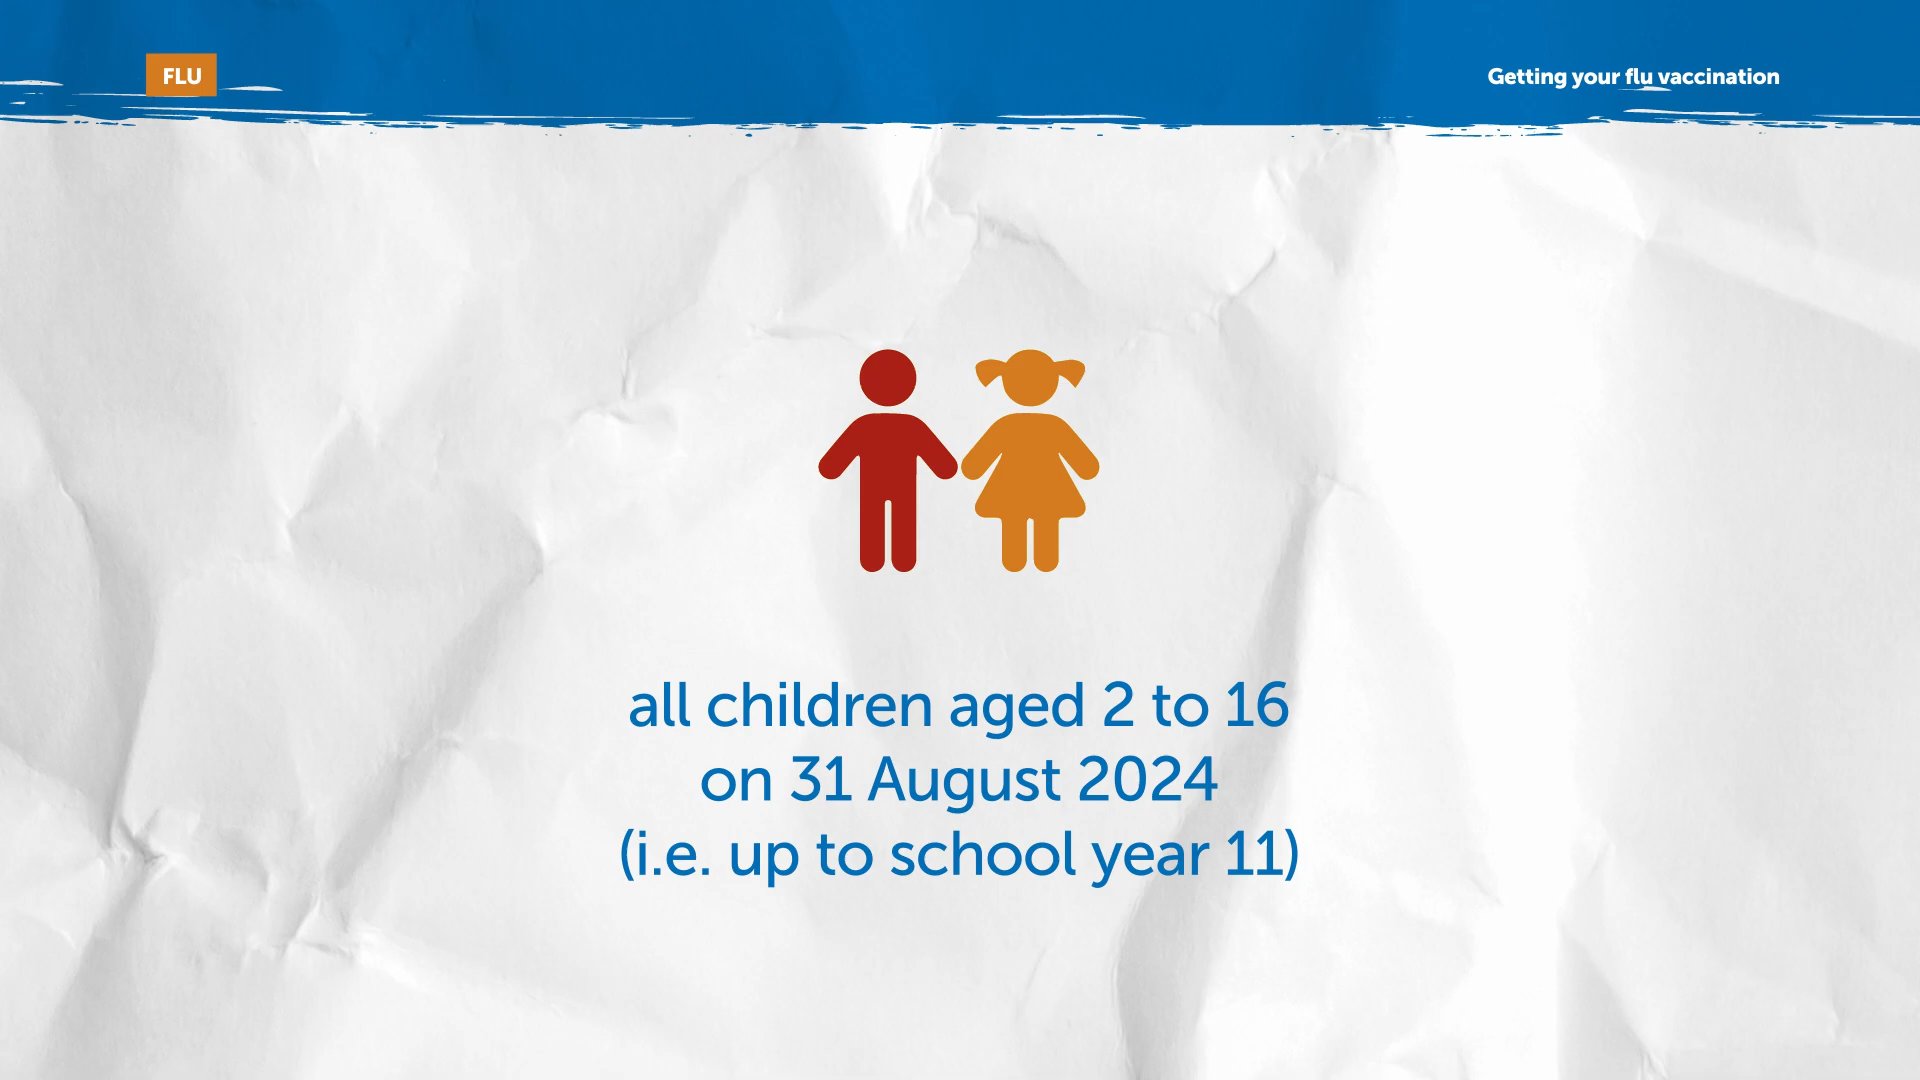 FLU
Getting your flu vaccination
all children aged 2 to 16
on 31 August 2024
(i.e. up to school year 11)